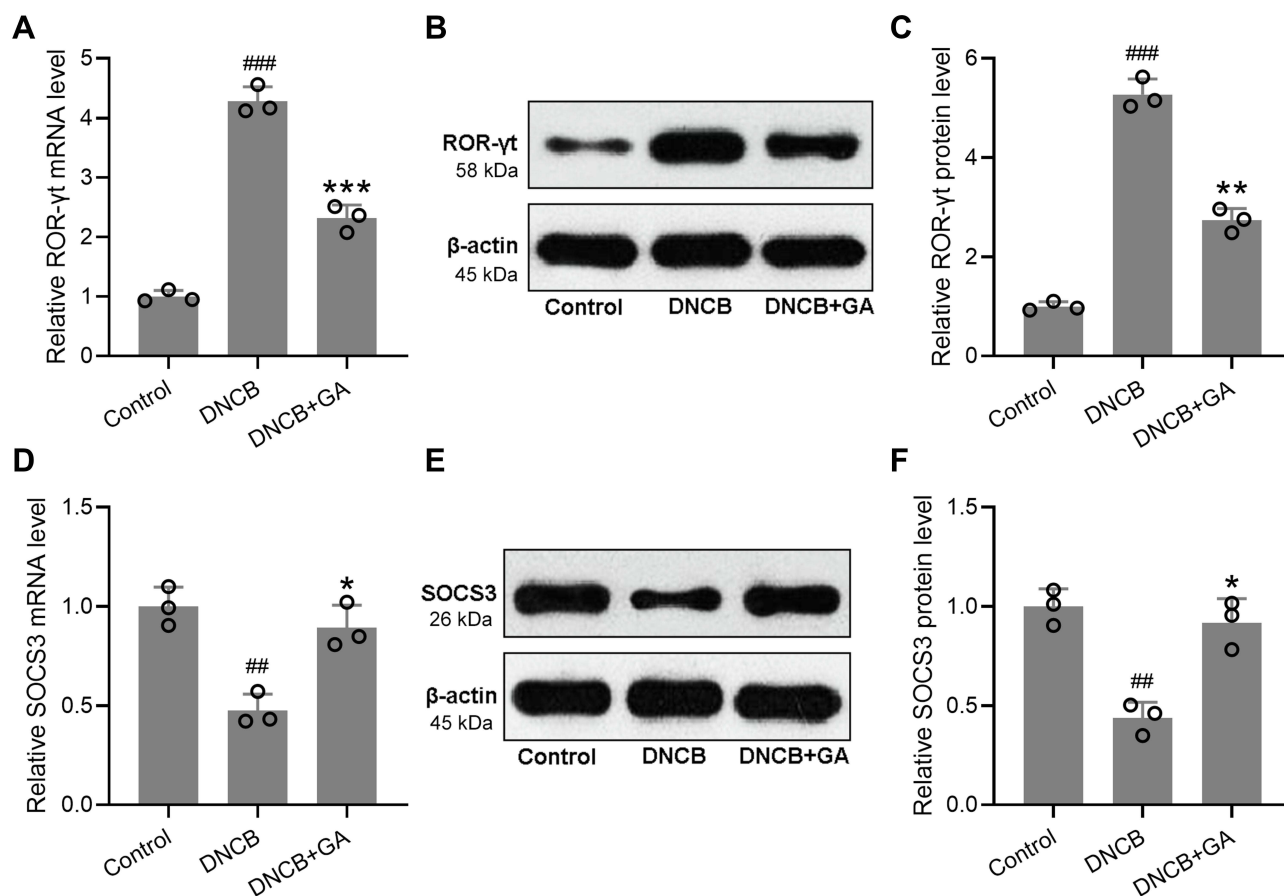 A
Relative ROR-γt mRNA level
5
4
3
2
1
0
###
***
Control
DNCB
DNCB+GA
B
ROR-γt
58 kDa
β-actin
45 kDa
Control DNCB DNCB+GA
C
Relative ROR-γt protein level
6
4
2
0
###
**
Control
DNCB
DNCB+GA
D
Relative SOCS3 mRNA level
1.5
1.0
0.5
0.0
##
*
Control
DNCB
DNCB+GA
E
SOCS3
26 kDa
β-actin
45 kDa
Control DNCB DNCB+GA
F
Relative SOCS3 protein level
1.5
1.0
0.5
0.0
##
*
Control
DNCB
DNCB+GA